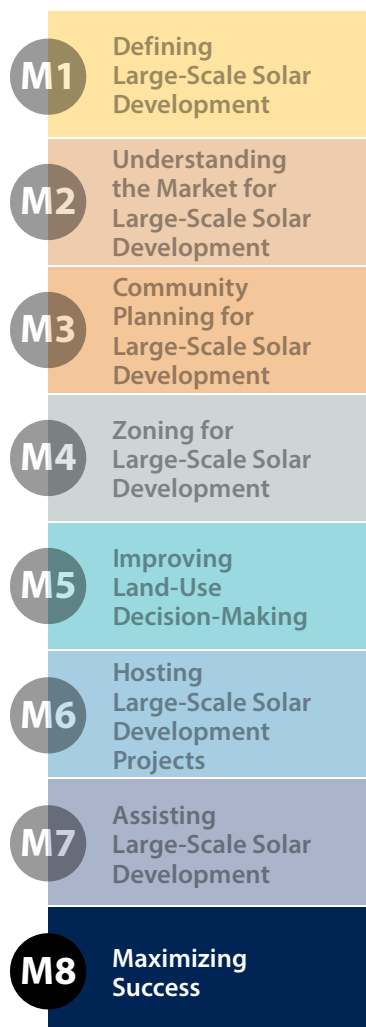 M1
Defining
Large-Scale Solar
Development
M2
Understanding
the Market for
Large-Scale Solar
Development
M3
Community
Planning for
Large-Scale Solar
Development
M4
Zoning for
Large-Scale Solar
Development
M5
Improving
Land-Use
Decision-Making
M6
Hosting
Large-Scale Solar
Development
Projects
M7
Assisting
Large-Scale Solar
Development
M8
Maximizing
Success